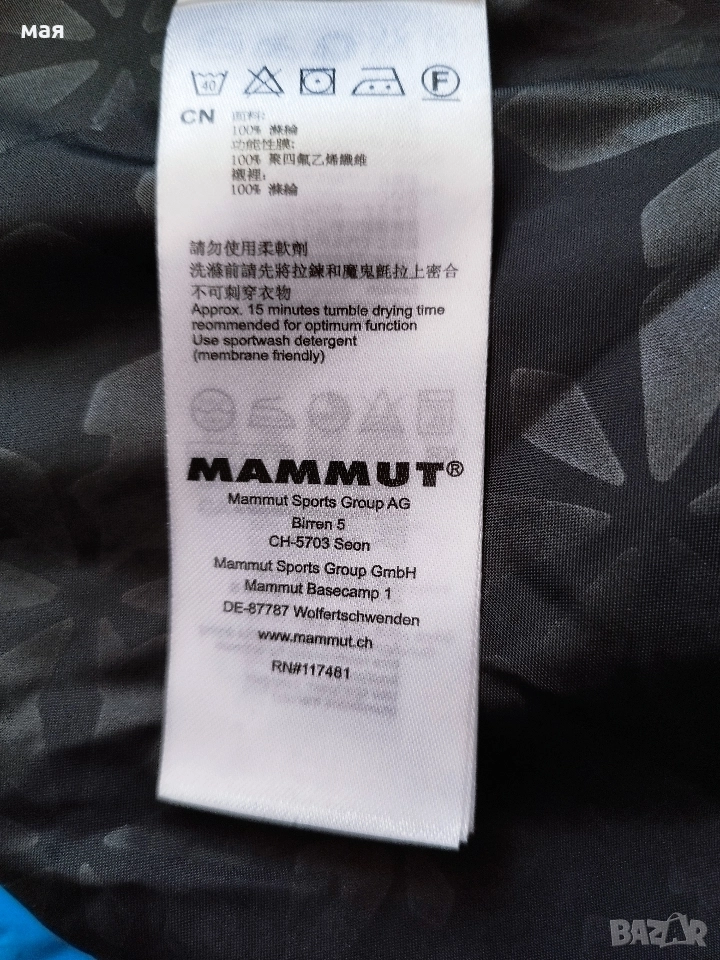 мая
40
F
CN 面料:
100% 滌綸
功能性膜:
100% 聚四氟乙烯纖維
襯裡:
100% 滌綸
請勿使用柔軟劑
洗滌前請先將拉鍊和魔鬼氈拉上密合
不可刺穿衣物
Approx. 15 minutes tumble drying time
reommended for optimum function
Use sportwash detergent
(membrane friendly)
MAMMUT®
Mammut Sports Group AG
Birren 5
CH-5703 Seon
Mammut Sports Group GmbH
Mammut Basecamp 1
DE-87787 Wolfertschwenden
www.mammut.ch
RN#117481
BAZAR